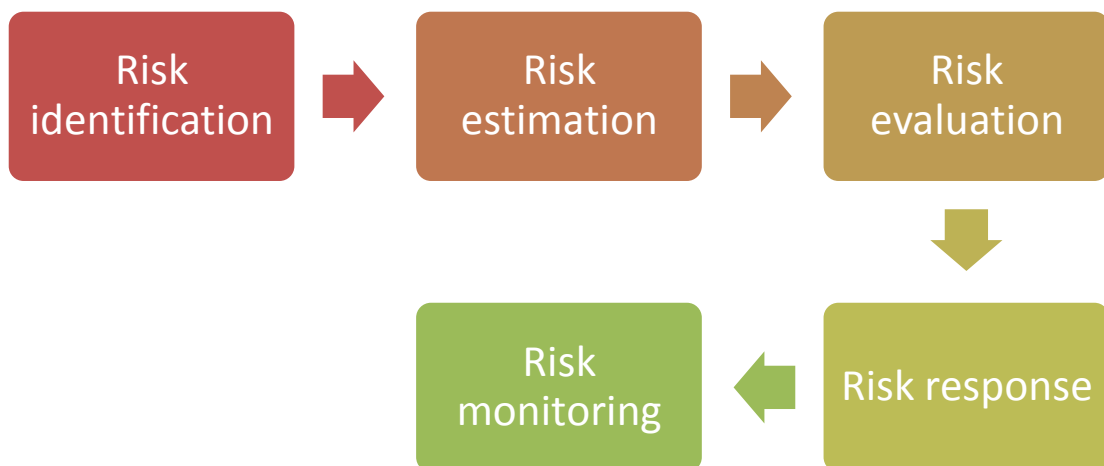 Risk
identification
Risk
estimation
Risk
evaluation
Risk response
Risk
monitoring